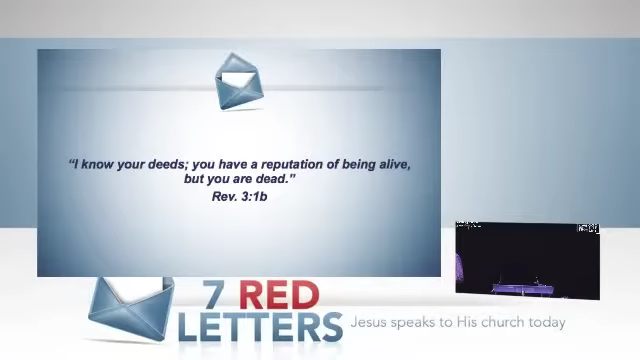 “I know your deeds; you have a reputation of being alive,
but you are dead.”
Rev. 3:1b
7 RED
LETTERS
Jesus speaks to His church today